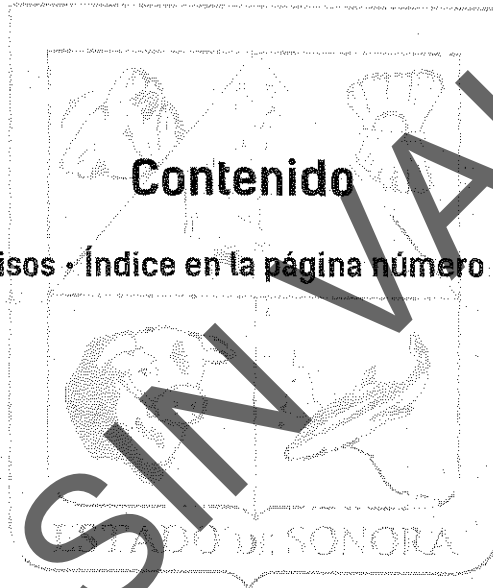 Contenido
isos · Índice en la página número
ESTADO DE SONORA
SIN VA